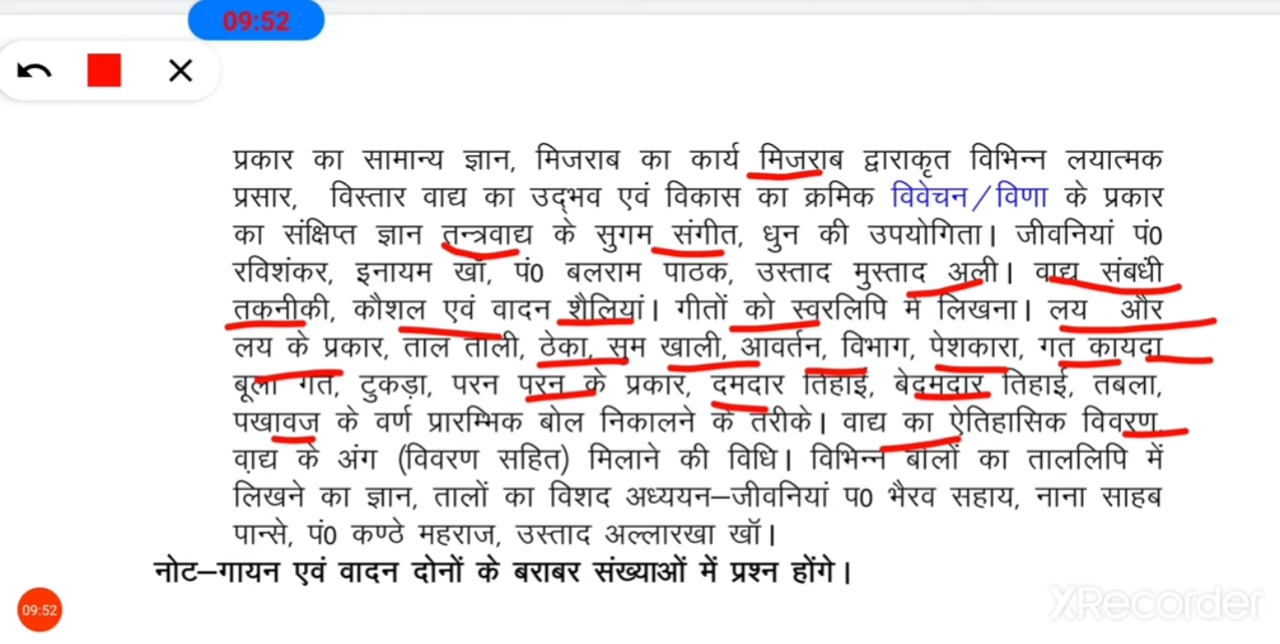 09:52
प्रकार का सामान्य ज्ञान, मिजराब का कार्य मिजराब द्वाराकृत विभिन्न लयात्मक
प्रसार, विस्तार वाद्य का उद्भव एवं विकास का क्रमिक विवेचन/विणा के प्रकार
का संक्षिप्त ज्ञान तन्त्रवाद्य के सुगम संगीत, धुन की उपयोगिता। जीवनियां पं0
रविशंकर, इनायम खॉ, पं0 बलराम पाठक, उस्ताद मुस्ताद अली। वाद्य संबंधी
तकनीकी, कौशल एवं वादन शैलियां। गीतों को स्वरलिपि में लिखना। लय और
लय के प्रकार, ताल ताली, ठेका, सम खाली, आवर्तन, विभाग, पेशकारा, गत कायदा
गत, टुकड़ा, परन परन के प्रकार, दमदार तिहाई, बेदमदार तिहाई, तबला,
पखावज के वर्ण प्रारम्भिक बोल निकालने के तरीके। वाद्य का ऐतिहासिक विवरण,
वाद्य के अंग (विवरण सहित) मिलाने की विधि। विभिन्न बोलों काताललिपि में
लिखने का ज्ञान, तालों का विशद अध्ययन–जीवनियां प0 भैरव सहाय, नाना साहब
पान्से, पं0 कण्ठे महराज, उस्ताद अल्लारखा खॉ।
नोट–गायन एवं वादन दोनों के बराबर संख्याओं में प्रश्न होंगे।
09:52
XRecorder